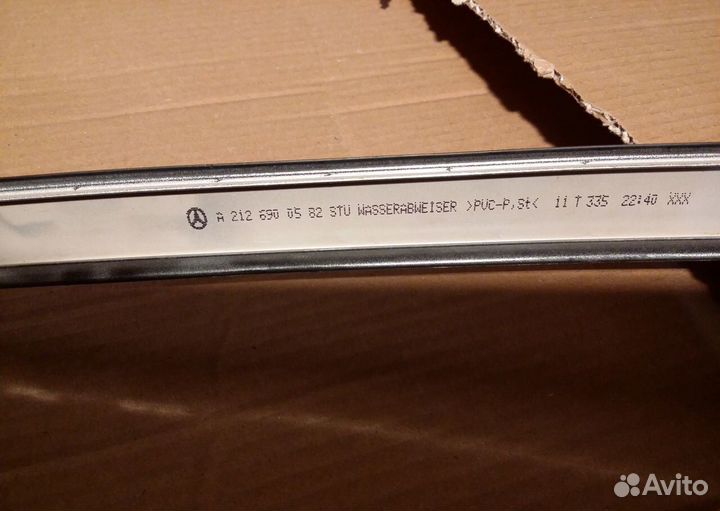 A 212 690 05 82 STU WASSERABWEISER >PVC-P,St< 11 T 335 22:40 XXX
Avito